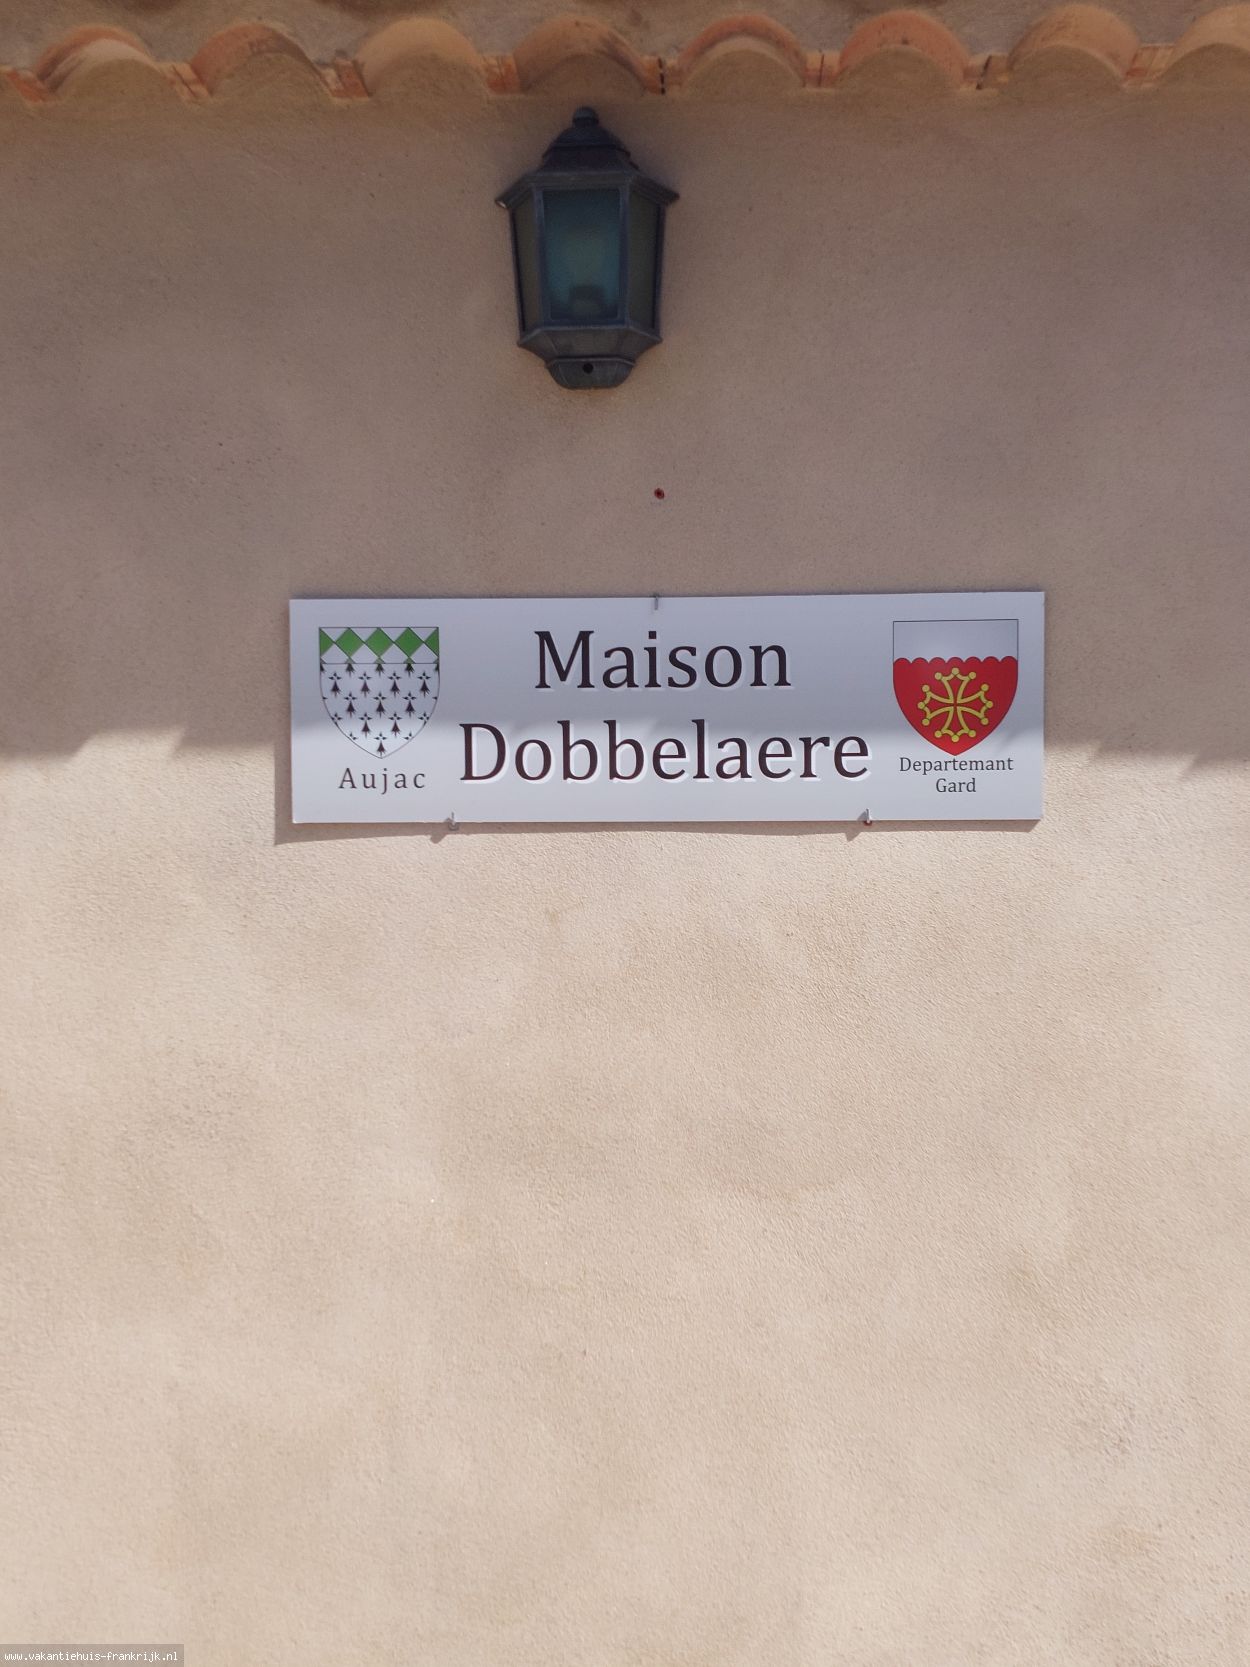 Maison
Dobbelaere
Aujac
Departemant
Gard
www.vakantiehuis-frankrijk.nl